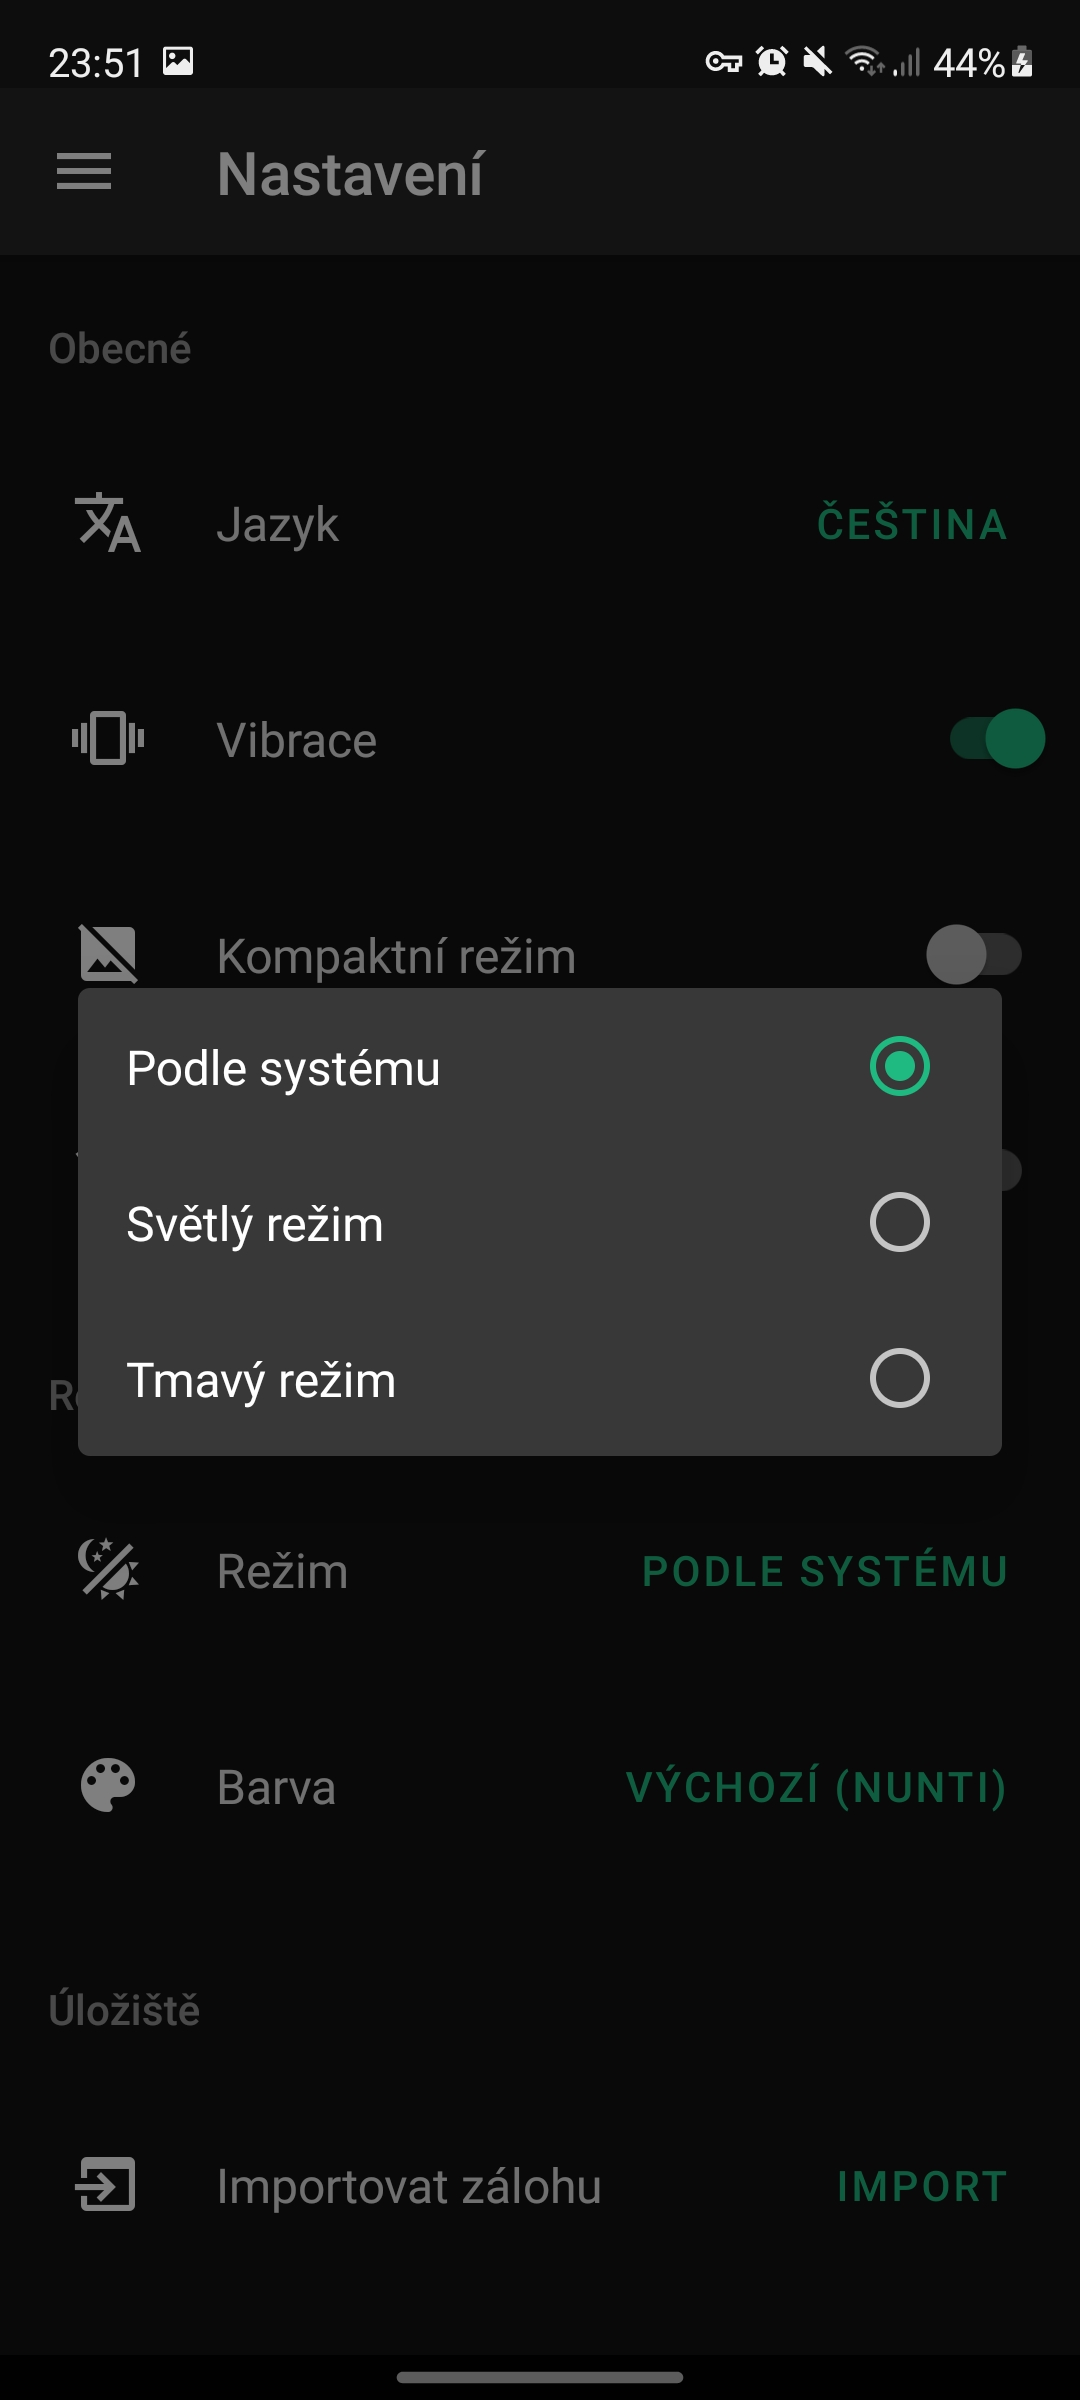 23:51
44%
Nastavení
Obecné
Jazyk
ČEŠTINA
Vibrace
Kompaktní režim
Podle systému
Světlý režim
Tmavý režim
Režim
PODLE SYSTÉMU
Barva
VÝCHOZÍ (NUNTI)
Úložiště
Importovat zálohu
IMPORT